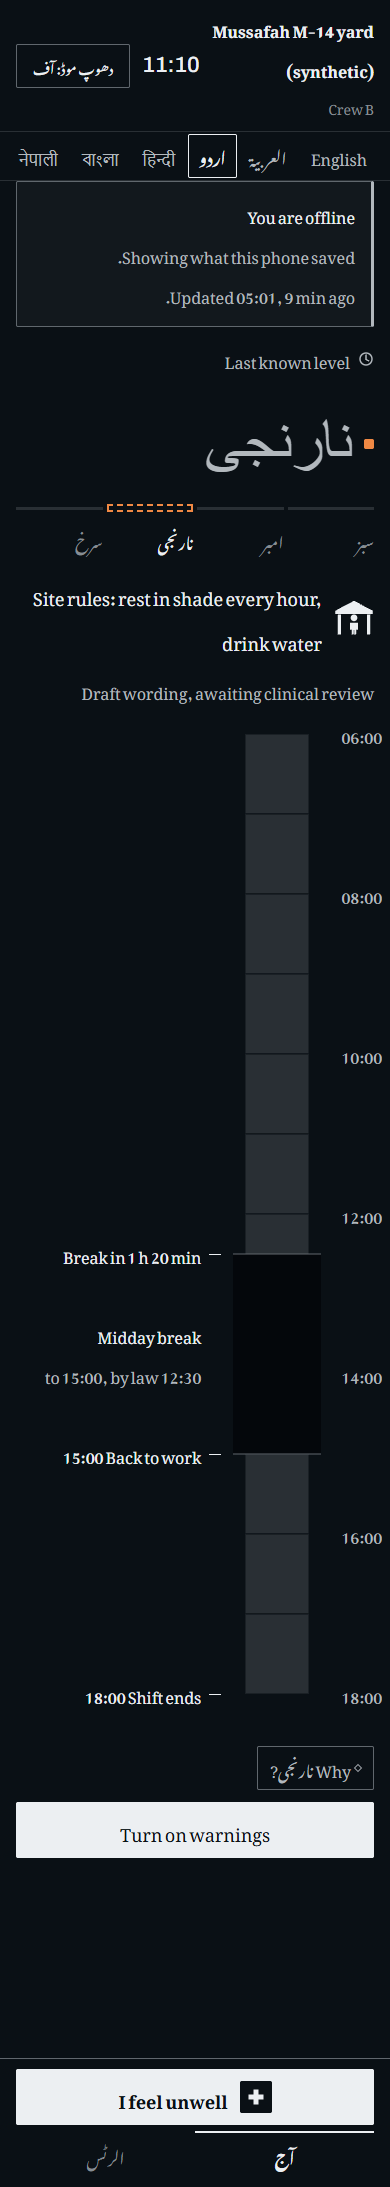 Mussafah M-14 yard
(synthetic)
Crew B
11:10
دھوپ موڈ: آف
English
العربية
اردو
हिन्दी
বাংলা
नेपाली
You are offline
Showing what this phone saved.
Updated 05:01, 9 min ago.
Last known level
نارنجی
سبز
امبر
نارنجی
سرخ
Site rules: rest in shade every hour,
drink water
Draft wording, awaiting clinical review
06:00
08:00
10:00
12:00
Break in 1 h 20 min
Midday break
to 15:00, by law 12:30
14:00
15:00 Back to work
16:00
18:00 Shift ends
18:00
Why نارنجی?
Turn on warnings
I feel unwell
آج
الرٹس